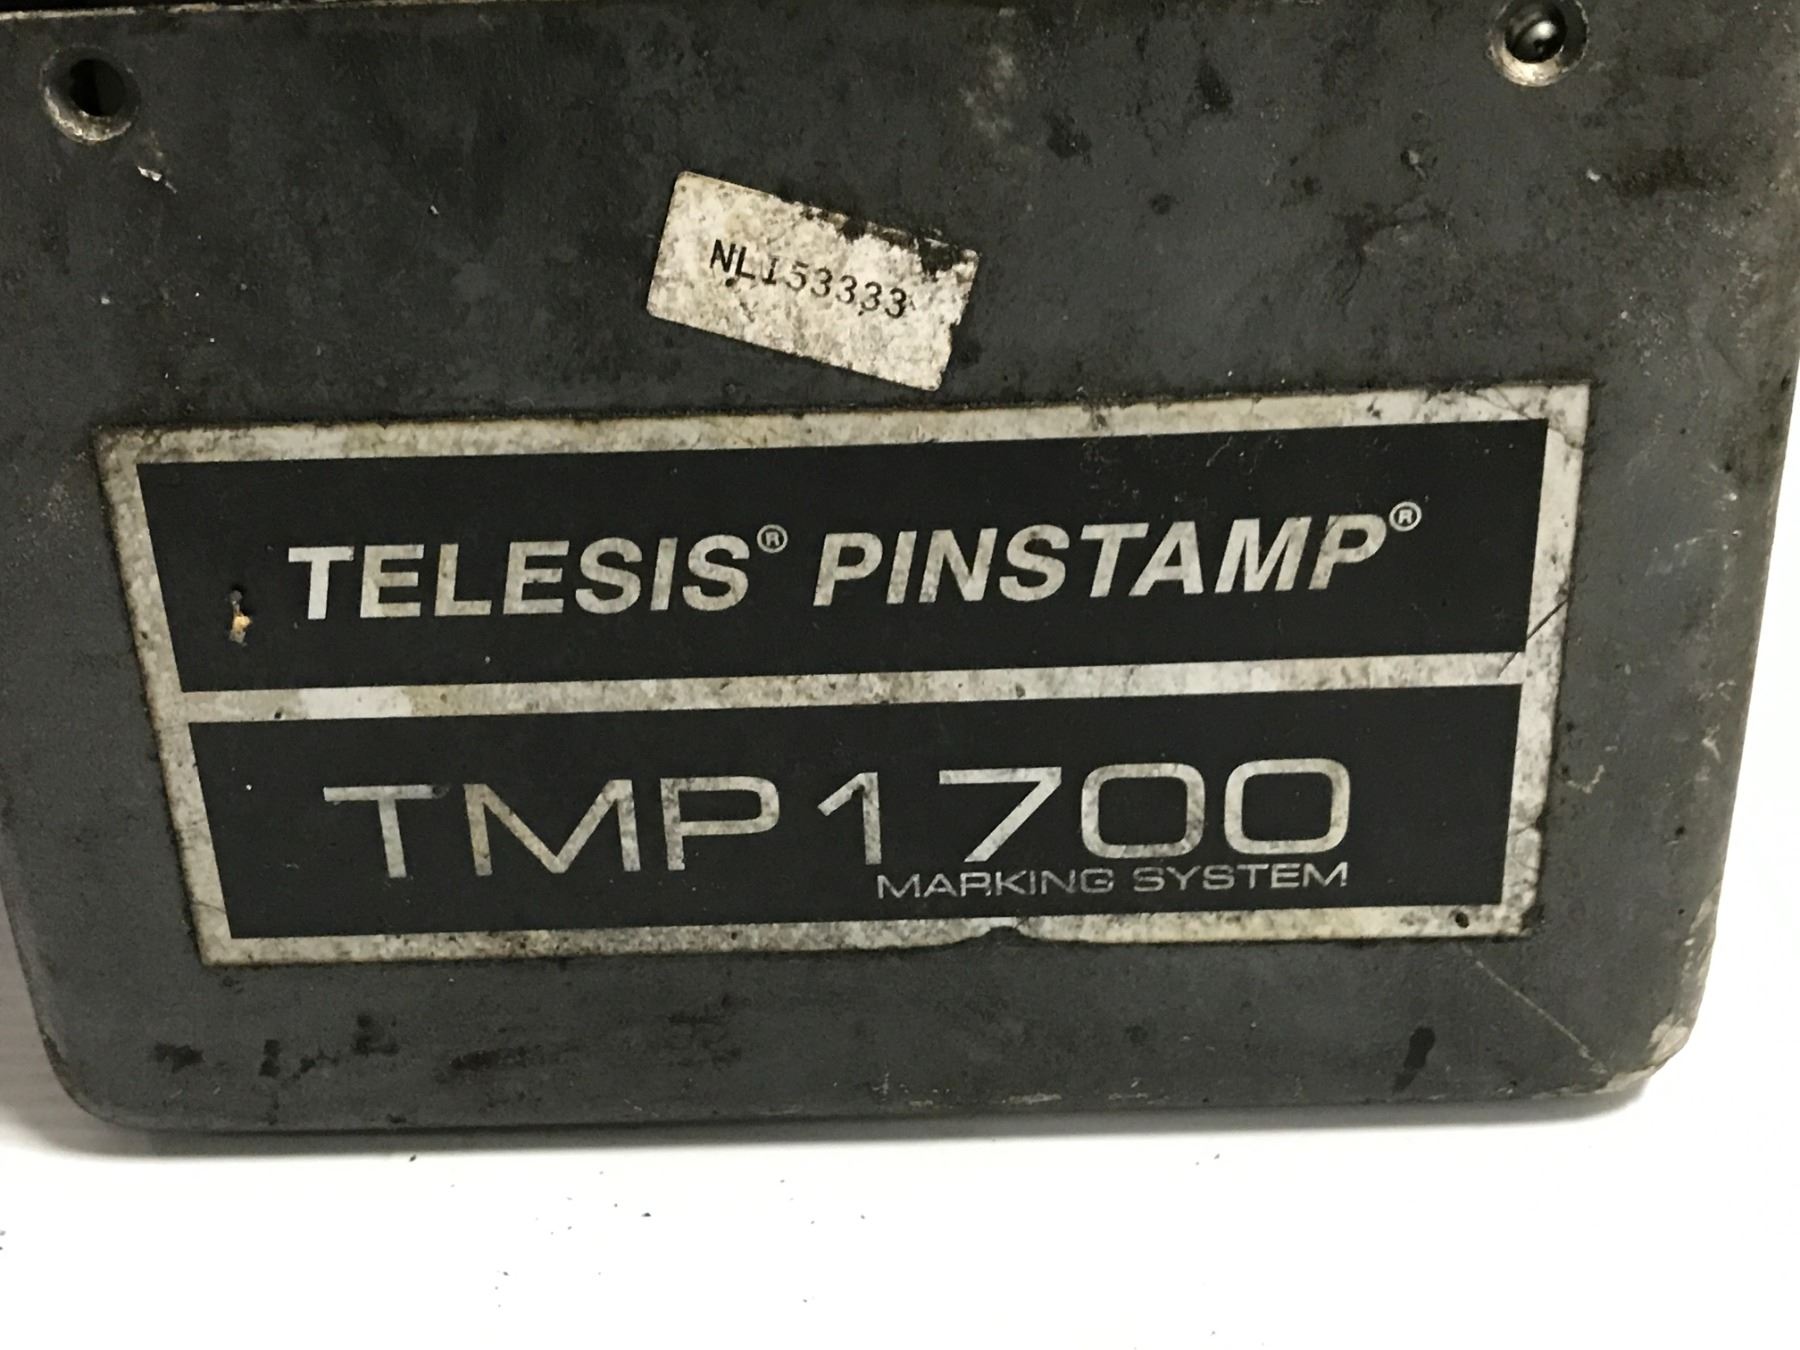 NL153333
TELESIS® PINSTAMP®
TMP1700
MARKING SYSTEM